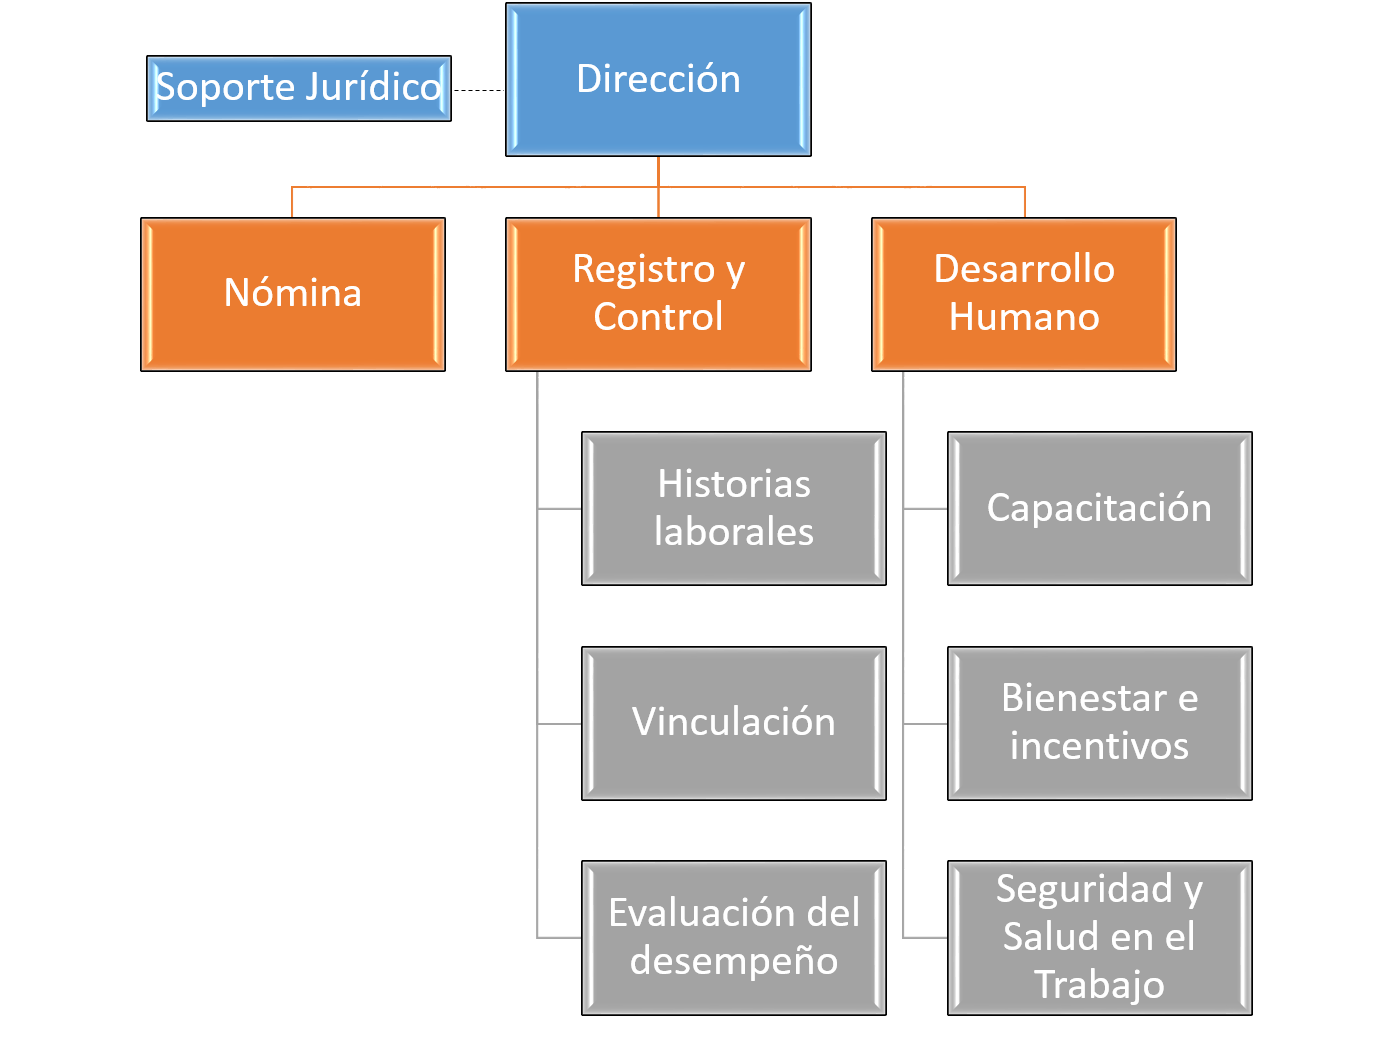 Soporte Jurídico
Dirección
Nómina
Registro y
Control
Desarrollo
Humano
Historias
laborales
Capacitación
Vinculación
Bienestar e
incentivos
Evaluación del
desempeño
Seguridad y
Salud en el
Trabajo